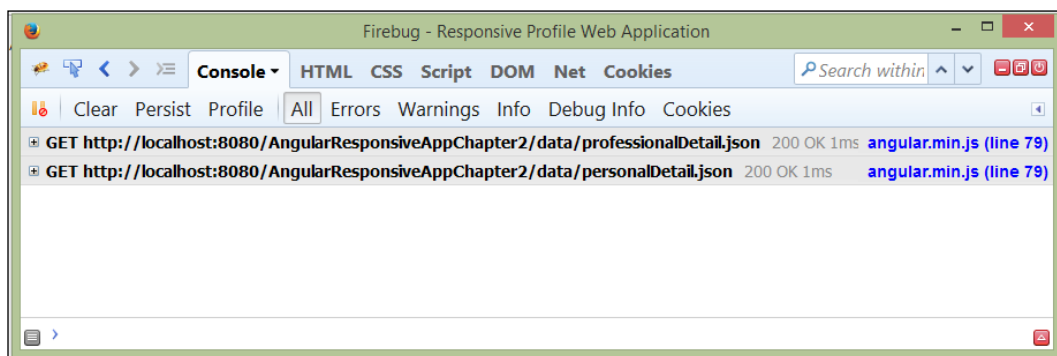 Firebug - Responsive Profile Web Application
Console HTML CSS Script DOM Net Cookies Search within
Clear Persist Profile All Errors Warnings Info Debug Info Cookies
GET http://localhost:8080/AngularResponsiveAppChapter2/data/professionalDetail.json 200 OK 1ms angular.min.js (line 79)
GET http://localhost:8080/AngularResponsiveAppChapter2/data/personalDetail.json 200 OK 1ms angular.min.js (line 79)